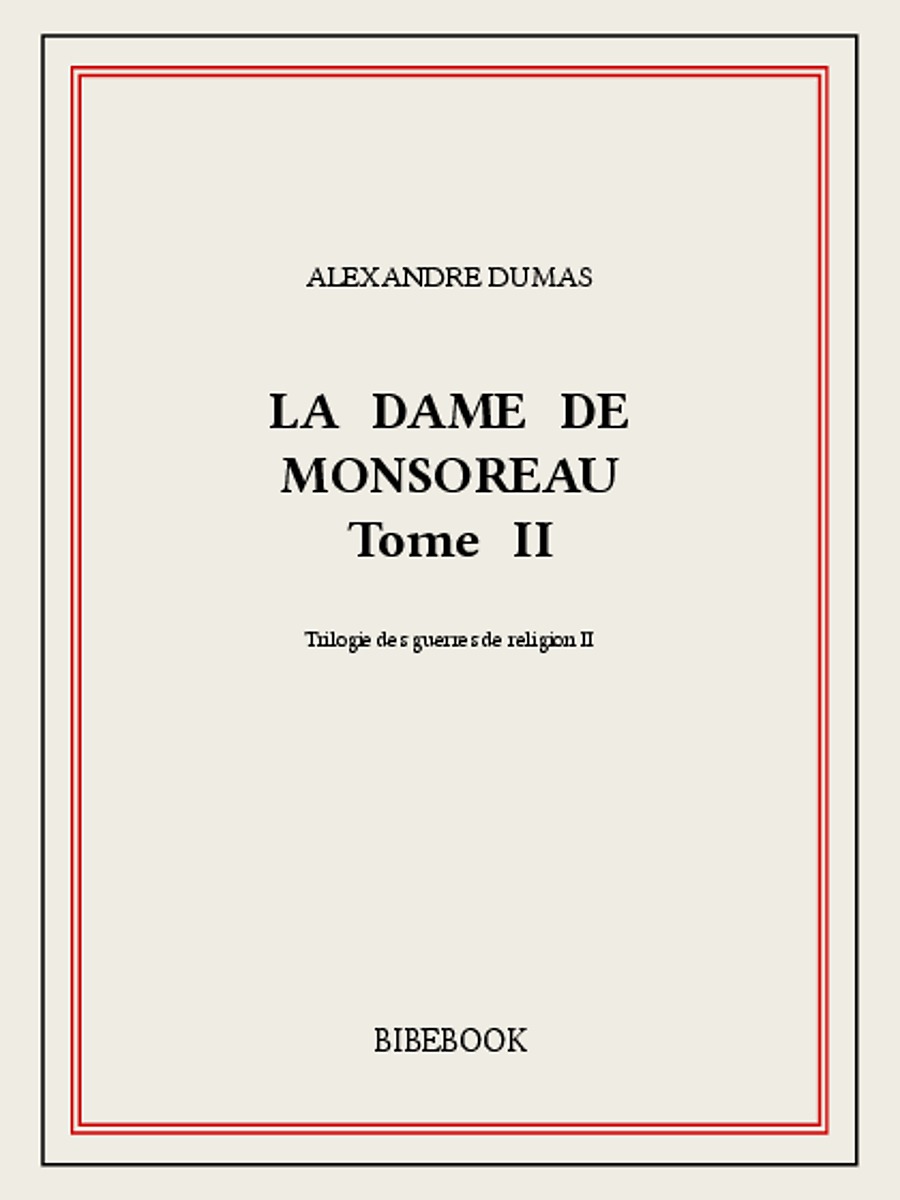 ALEXANDRE DUMAS
LA DAME DE
MONSOREAU
Tome II
Trilogie des guerres de religion II
BIBEBOOK